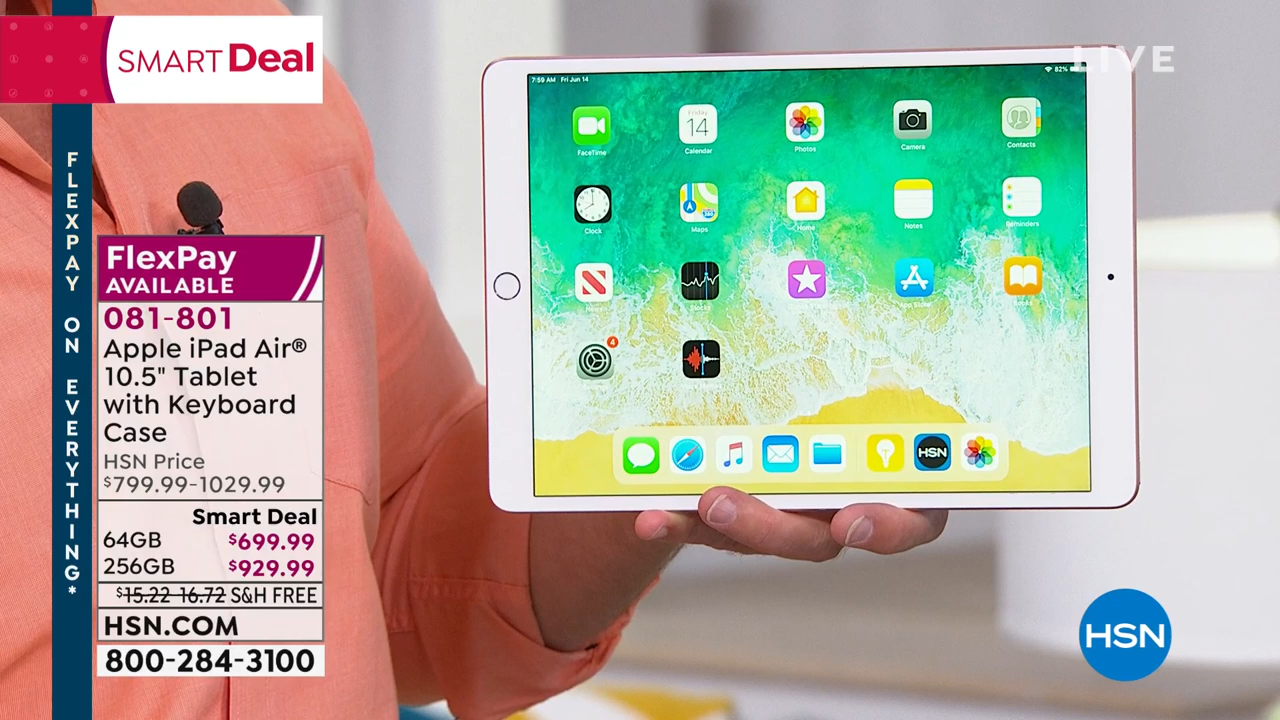 SMART Deal
LIVE
FLEXPAY ON EVERYTHING*
FlexPay
AVAILABLE
081-801
Apple iPad Air®
10.5" Tablet
with Keyboard
Case
HSN Price
$799.99-1029.99
Smart Deal
64GB $699.99
256GB $929.99
$15.22-16.72 S&H FREE
HSN.COM
800-284-3100
7:59 AM Fri Jun 14
82%
FaceTime
Friday
14
Calendar
Photos
Camera
Contacts
Clock
Maps
Home
Notes
Reminders
Stocks
Books
4
HSN
HSN